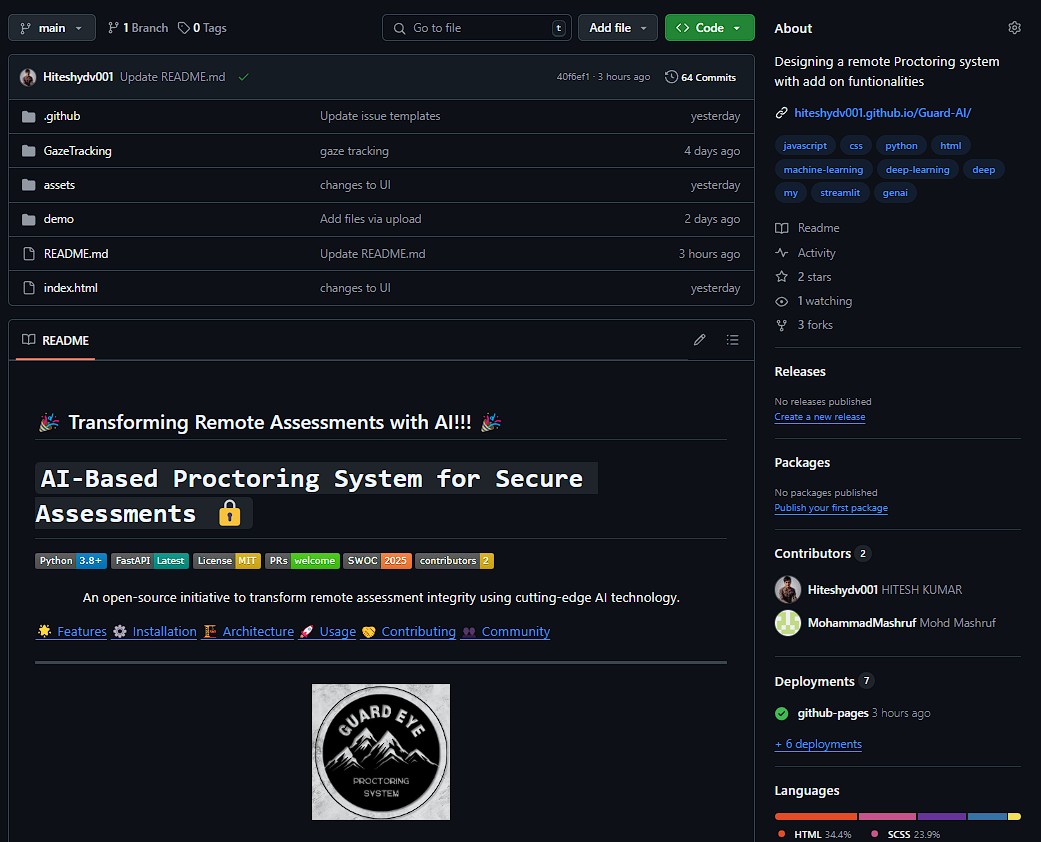 main 1 Branch 0 Tags Go to file t Add file Code
Hiteshydv001 Update README.md 40f6ef1 · 3 hours ago 64 Commits
.github Update issue templates yesterday
GazeTracking gaze tracking 4 days ago
assets changes to UI yesterday
demo Add files via upload 2 days ago
README.md Update README.md 3 hours ago
index.html changes to UI yesterday
README
🎉 Transforming Remote Assessments with AI!!! 🎉
AI-Based Proctoring System for Secure
Assessments 🔒
Python 3.8+ FastAPI Latest License MIT PRs welcome SWOC 2025 contributors 2
An open-source initiative to transform remote assessment integrity using cutting-edge AI technology.
🌟 Features ⚙️ Installation 🏗️ Architecture 🚀 Usage 🤝 Contributing 👥 Community
GUARD EYE
PROCTORING
SYSTEM
About
Designing a remote Proctoring system
with add on funtionalities
hiteshydv001.github.io/Guard-AI/
javascript css python html
machine-learning deep-learning deep
my streamlit genai
Readme
Activity
2 stars
1 watching
3 forks
Releases
No releases published
Create a new release
Packages
No packages published
Publish your first package
Contributors 2
Hiteshydv001 HITESH KUMAR
MohammadMashruf Mohd Mashruf
Deployments 7
github-pages 3 hours ago
+ 6 deployments
Languages
HTML 34.4% SCSS 23.9%